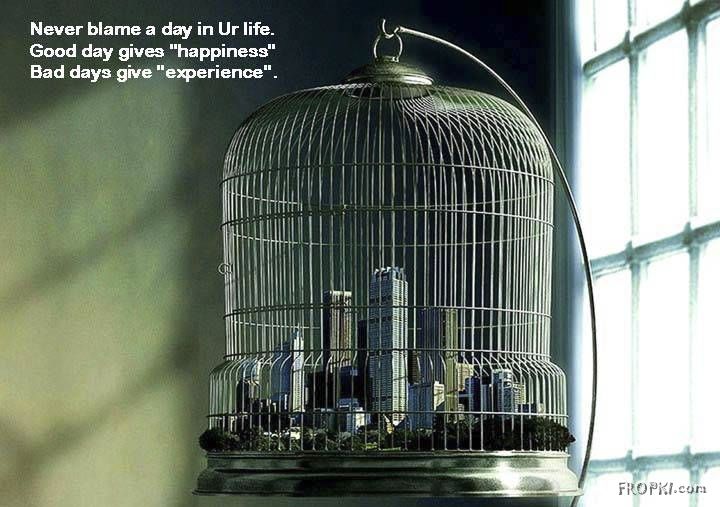 Never blame a day in Ur life.
Good day gives "happiness"
Bad days give "experience".
FROPKI.com